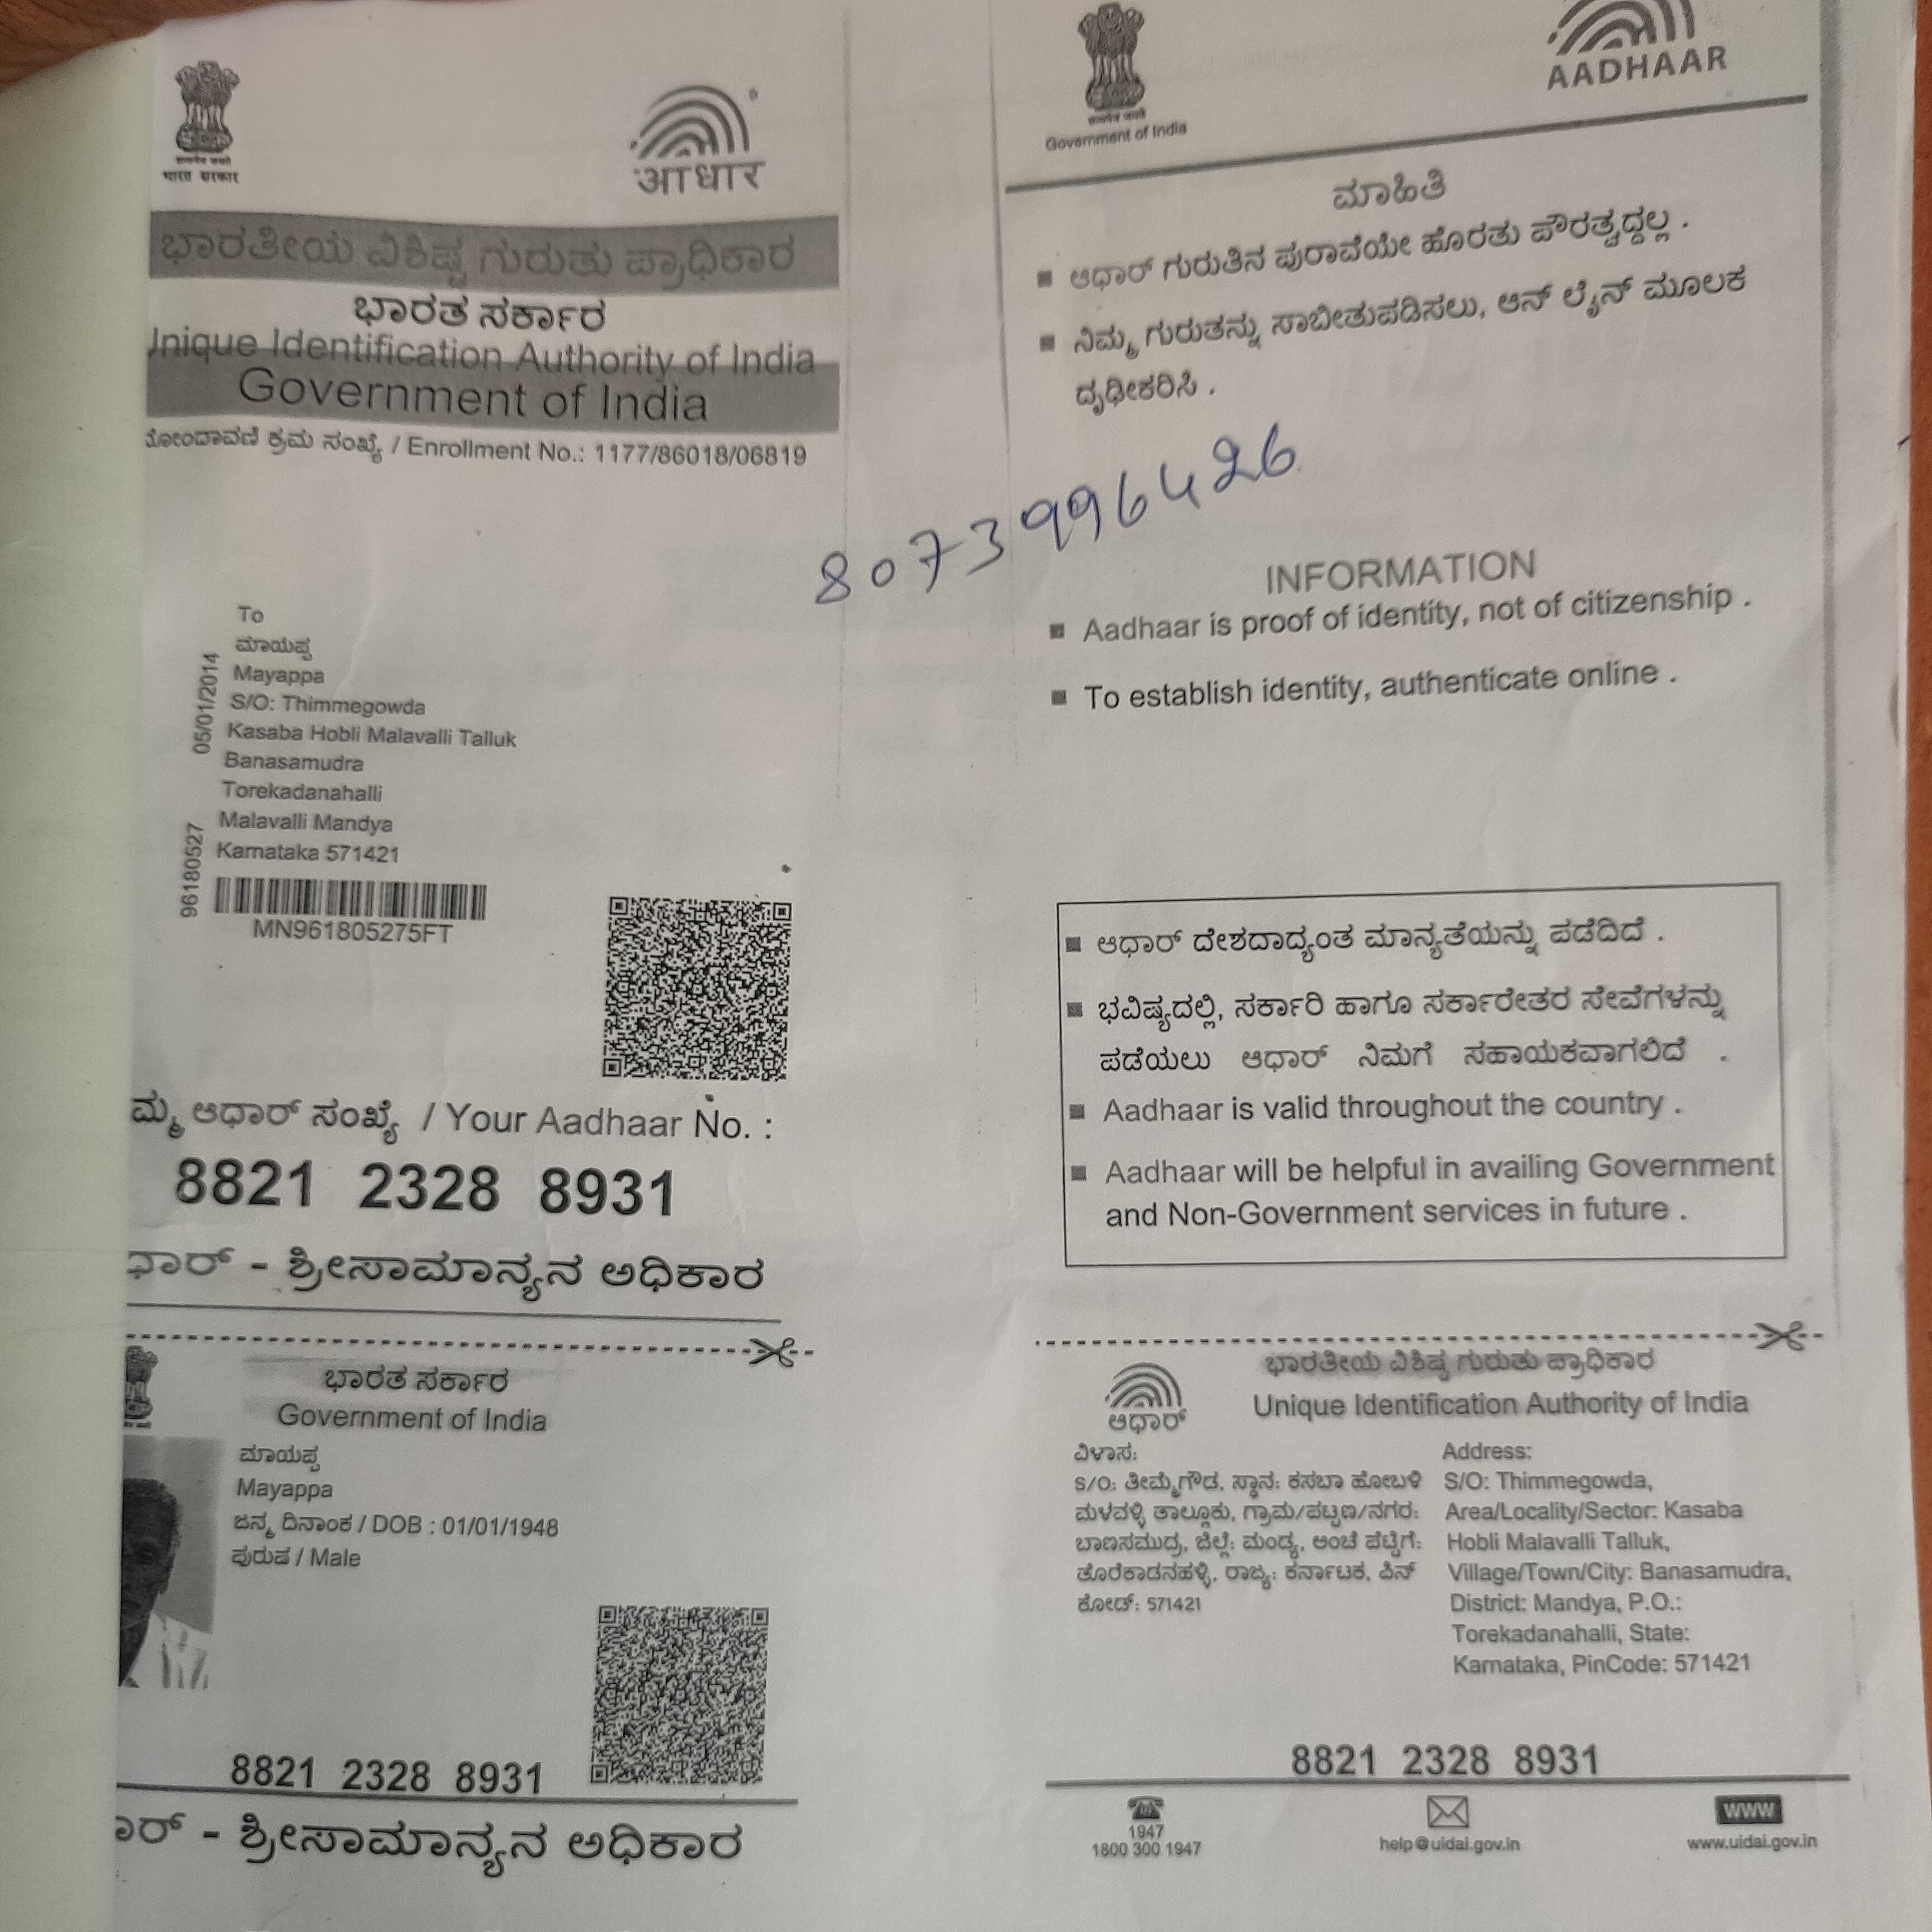 भारत सरकार
आधार
ಭಾರತೀಯ ವಿಶಿಷ್ಟ ಗುರುತು ಪ್ರಾಧಿಕಾರ
ಭಾರತ ಸರ್ಕಾರ
Unique Identification Authority of India
Government of India
ನೋಂದಾವಣೆ ಕ್ರಮ ಸಂಖ್ಯೆ / Enrollment No.: 1177/86018/06819
To
ಮಾಯಪ್ಪ
Mayappa
S/O: Thimmegowda
Kasaba Hobli Malavalli Talluk
Banasamudra
Torekadanahalli
Malavalli Mandya
Karnataka 571421
05/01/2014
96180527
MN961805275FT
ಮ್ಮ ಆಧಾರ್ ಸಂಖ್ಯೆ / Your Aadhaar No. :
8821 2328 8931
ಧಾರ್ - ಶ್ರೀಸಾಮಾನ್ಯನ ಅಧಿಕಾರ
ಭಾರತ ಸರ್ಕಾರ
Government of India
ಮಾಯಪ್ಪ
Mayappa
ಜನ್ಮ ದಿನಾಂಕ / DOB : 01/01/1948
ಪುರುಷ / Male
8821 2328 8931
ಾರ್ - ಶ್ರೀಸಾಮಾನ್ಯನ ಅಧಿಕಾರ
8073996426
Government of India
AADHAAR
ಮಾಹಿತಿ
ಆಧಾರ್ ಗುರುತಿನ ಪುರಾವೆಯೇ ಹೊರತು ಪೌರತ್ವದ್ದಲ್ಲ .
ನಿಮ್ಮ ಗುರುತನ್ನು ಸಾಬೀತುಪಡಿಸಲು, ಆನ್ ಲೈನ್ ಮೂಲಕ
ದೃಢೀಕರಿಸಿ .
INFORMATION
Aadhaar is proof of identity, not of citizenship .
To establish identity, authenticate online .
ಆಧಾರ್ ದೇಶದಾದ್ಯಂತ ಮಾನ್ಯತೆಯನ್ನು ಪಡೆದಿದೆ .
ಭವಿಷ್ಯದಲ್ಲಿ, ಸರ್ಕಾರಿ ಹಾಗೂ ಸರ್ಕಾರೇತರ ಸೇವೆಗಳನ್ನು
ಪಡೆಯಲು ಆಧಾರ್ ನಿಮಗೆ ಸಹಾಯಕವಾಗಲಿದೆ .
Aadhaar is valid throughout the country .
Aadhaar will be helpful in availing Government
and Non-Government services in future .
ಆಧಾರ್
ಭಾರತೀಯ ವಿಶಿಷ್ಟ ಗುರುತು ಪ್ರಾಧಿಕಾರ
Unique Identification Authority of India
ವಿಳಾಸ:
S/O: ತೀಮ್ಮೆಗೌಡ, ಸ್ಥಾನ: ಕಸಬಾ ಹೋಬಳಿ
ಮಳವಳ್ಳಿ ತಾಲ್ಲೂಕು, ಗ್ರಾಮ/ಪಟ್ಟಣ/ನಗರ:
ಬಾಣಸಮುದ್ರ, ಜಿಲ್ಲೆ: ಮಂಡ್ಯ, ಅಂಚೆ ಪೆಟ್ಟಿಗೆ:
ತೊರೆಕಾಡನಹಳ್ಳಿ, ರಾಜ್ಯ: ಕರ್ನಾಟಕ, ಪಿನ್
ಕೋಡ್: 571421
Address:
S/O: Thimmegowda,
Area/Locality/Sector: Kasaba
Hobli Malavalli Talluk,
Village/Town/City: Banasamudra,
District: Mandya, P.O.:
Torekadanahalli, State:
Karnataka, PinCode: 571421
8821 2328 8931
1947
1800 300 1947
help@uidai.gov.in
WWW
www.uidai.gov.in